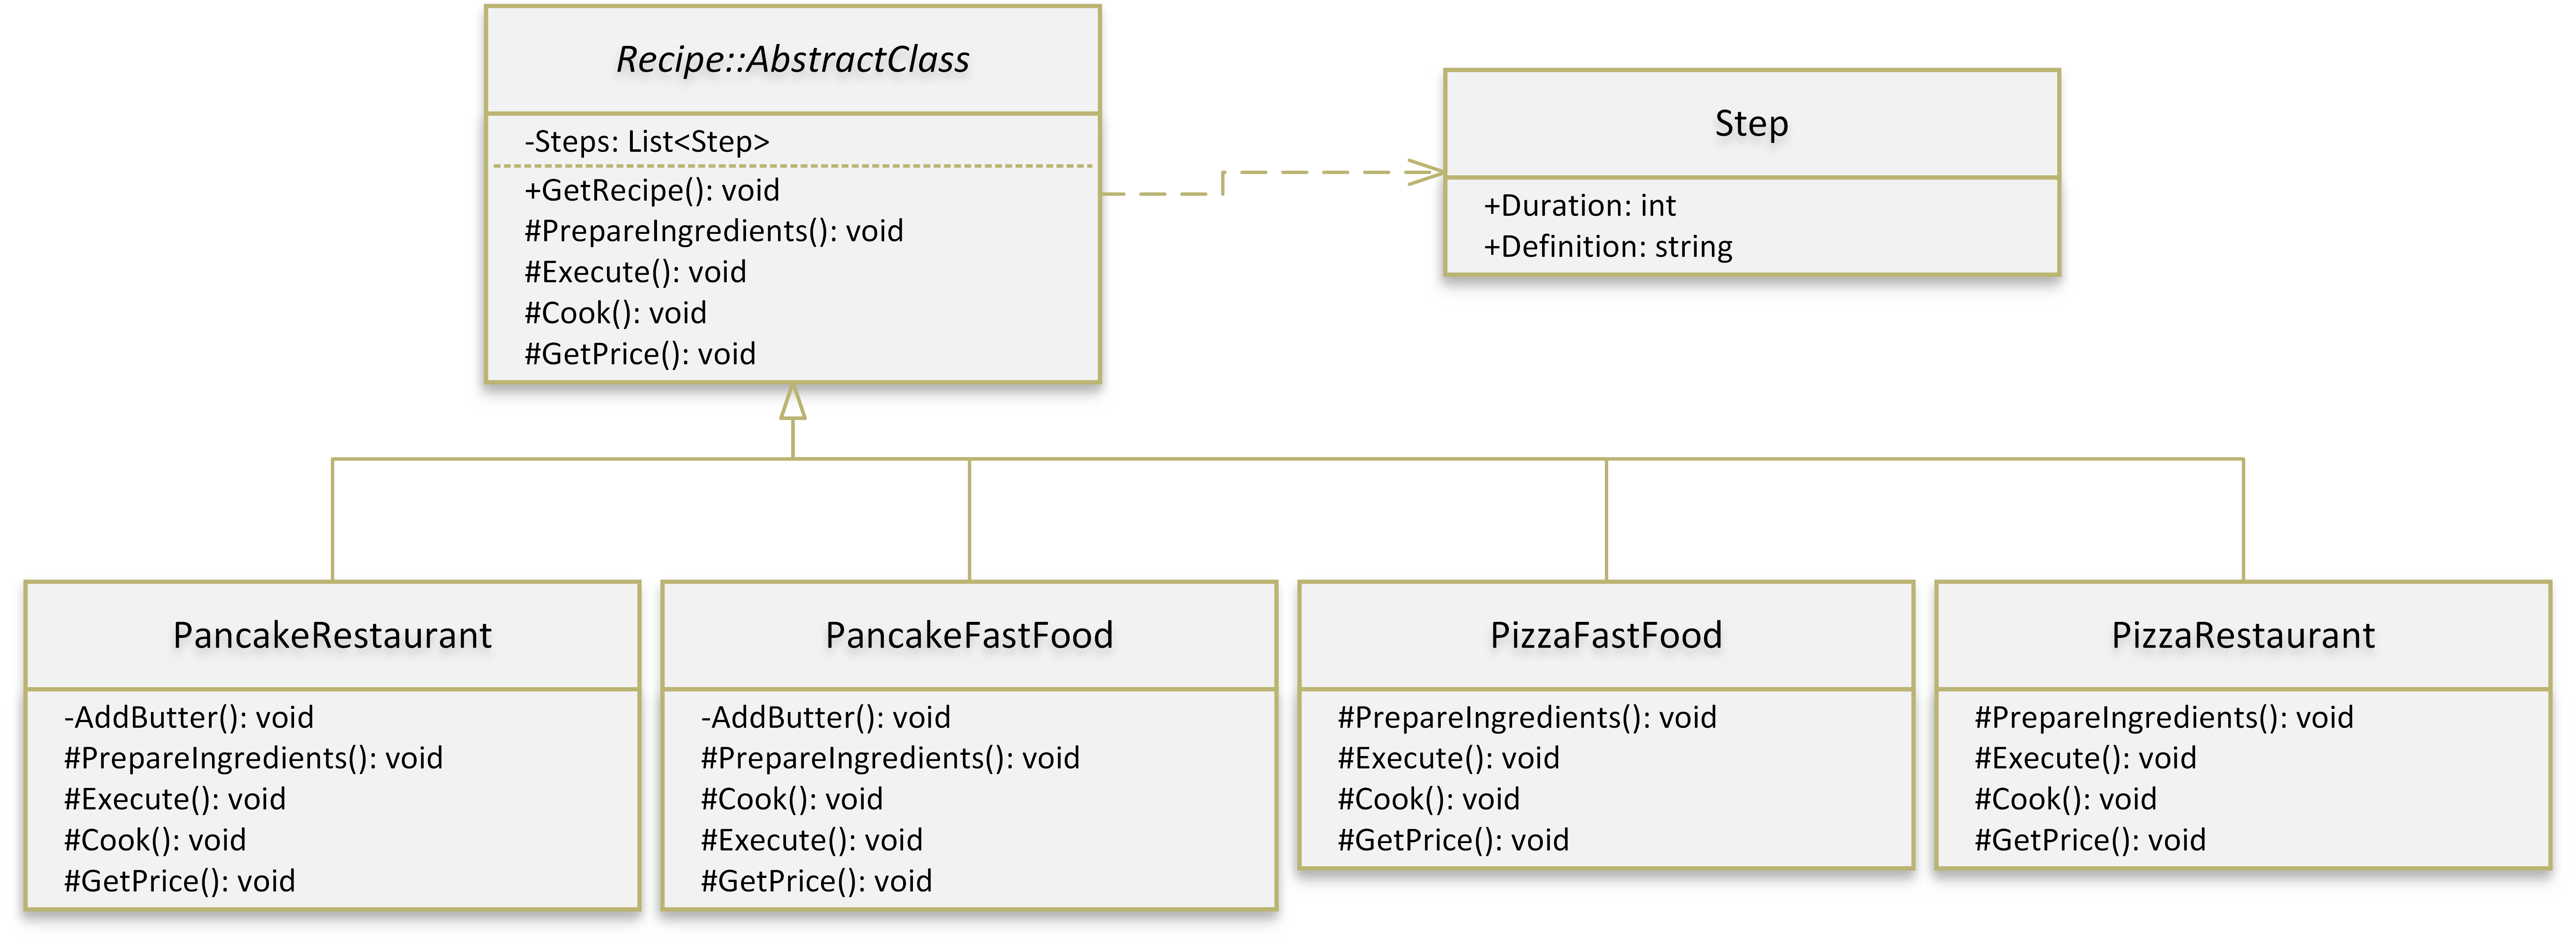 Recipe::AbstractClass
-Steps: List<Step>
+GetRecipe(): void
#PrepareIngredients(): void
#Execute(): void
#Cook(): void
#GetPrice(): void
Step
+Duration: int
+Definition: string
PancakeRestaurant
-AddButter(): void
#PrepareIngredients(): void
#Execute(): void
#Cook(): void
#GetPrice(): void
PancakeFastFood
-AddButter(): void
#PrepareIngredients(): void
#Cook(): void
#Execute(): void
#GetPrice(): void
PizzaFastFood
#PrepareIngredients(): void
#Execute(): void
#Cook(): void
#GetPrice(): void
PizzaRestaurant
#PrepareIngredients(): void
#Execute(): void
#Cook(): void
#GetPrice(): void